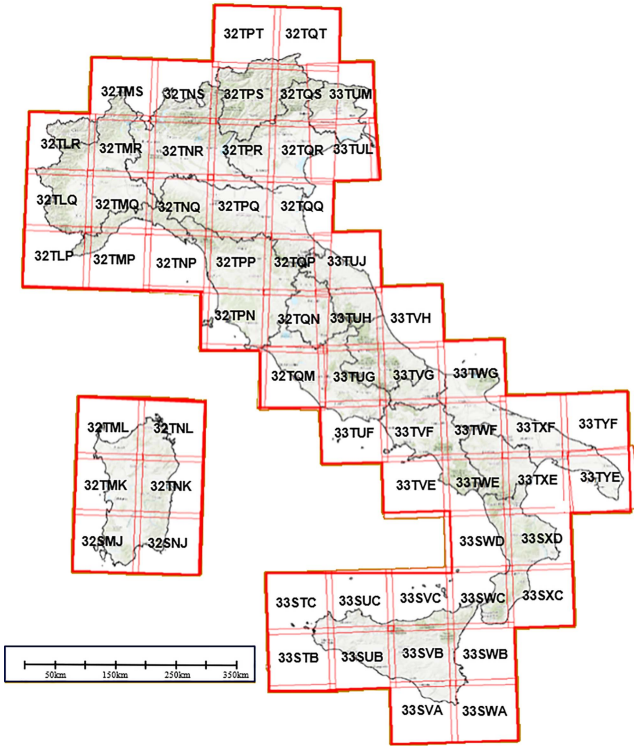 32TPT 32TQT
32TMS 32TNS 32TPS 32TQS 33TUM
32TLR 32TMR 32TNR 32TPR 32TQR 33TUL
32TLQ 32TMQ 32TNQ 32TPQ 32TQQ
32TLP 32TMP 32TNP 32TPP 32TQP 33TUJ
32TPN 32TQN 33TUH 33TVH
32TQM 33TUG 33TVG 33TWG
32TML 32TNL 33TUF 33TVF 33TWF 33TXF 33TYF
32TMK 32TNK 33TVE 33TWE 33TXE 33TYE
32SMJ 32SNJ 33SWD 33SXD
33STC 33SUC 33SVC 33SWC 33SXC
33STB 33SUB 33SVB 33SWB
50km 150km 250km 350km
33SVA 33SWA